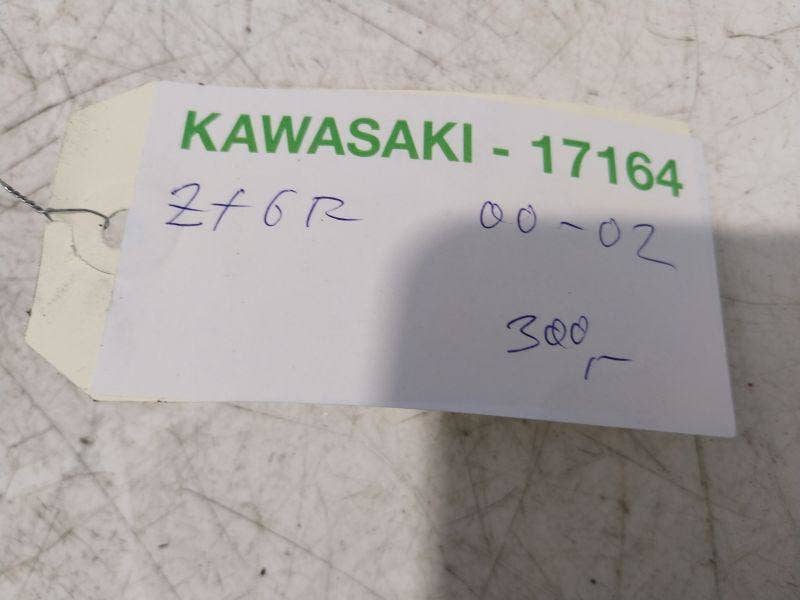 KAWASAKI - 17164
Zx6R 00-02
300,-